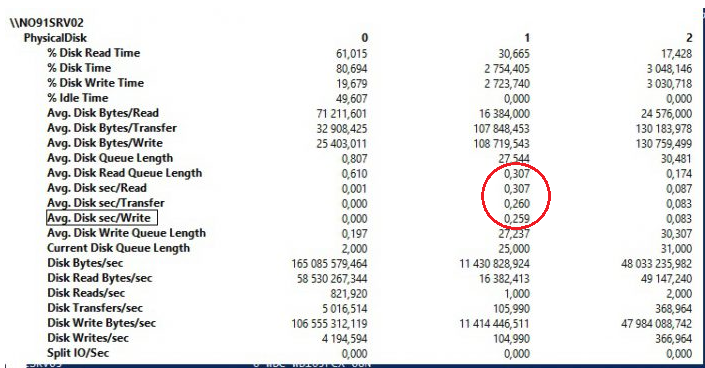 \\NO91SRV02
PhysicalDisk 0 1 2
% Disk Read Time 61,015 30,665 17,428
% Disk Time 80,694 2 754,405 3 048,146
% Disk Write Time 19,679 2 723,740 3 030,718
% Idle Time 49,607 0,000 0,000
Avg. Disk Bytes/Read 71 211,601 16 384,000 24 576,000
Avg. Disk Bytes/Transfer 32 908,425 107 848,453 130 183,978
Avg. Disk Bytes/Write 25 403,011 108 719,543 130 759,499
Avg. Disk Queue Length 0,807 27,544 30,481
Avg. Disk Read Queue Length 0,610 0,307 0,174
Avg. Disk sec/Read 0,001 0,307 0,087
Avg. Disk sec/Transfer 0,000 0,260 0,083
Avg. Disk sec/Write 0,000 0,259 0,083
Avg. Disk Write Queue Length 0,197 27,237 30,307
Current Disk Queue Length 2,000 25,000 31,000
Disk Bytes/sec 165 085 579,464 11 430 828,924 48 033 235,982
Disk Read Bytes/sec 58 530 267,344 16 382,413 49 147,240
Disk Reads/sec 821,920 1,000 2,000
Disk Transfers/sec 5 016,514 105,990 368,964
Disk Write Bytes/sec 106 555 312,119 11 414 446,511 47 984 088,742
Disk Writes/sec 4 194,594 104,990 366,964
Split IO/Sec 0,000 0,000 0,000